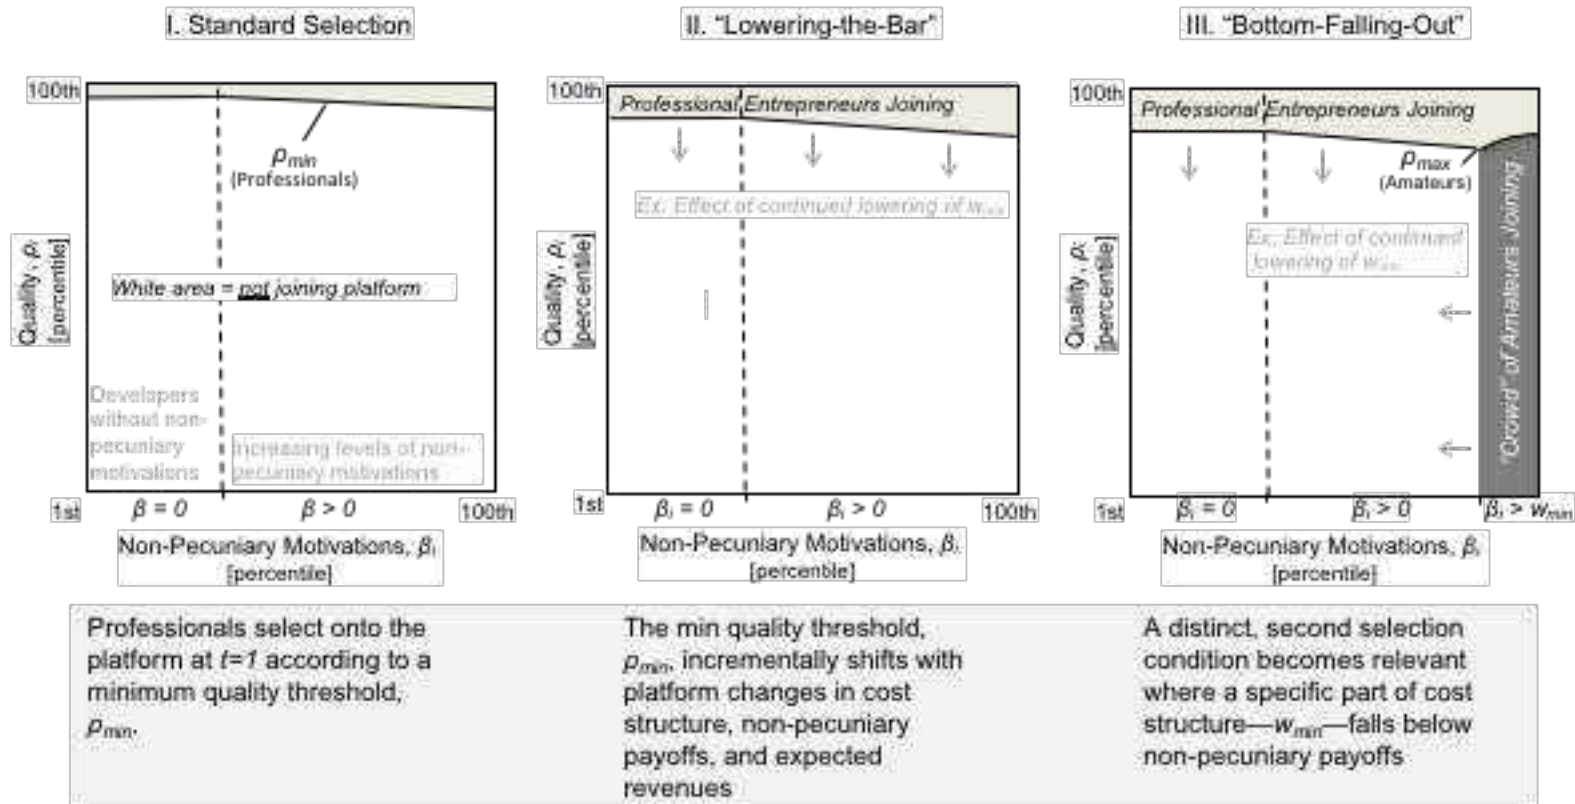 I. Standard Selection
100th
ρmin
(Professionals)
Quality, ρi
[percentile]
White area = not joining platform
Developers
without non-
pecuniary
motivations
Increasing levels of non-
pecuniary motivations
1st
β = 0
β > 0
100th
Non-Pecuniary Motivations, βi
[percentile]
II. “Lowering-the-Bar”
100th
Professional Entrepreneurs Joining
Ex. Effect of continued lowering of wmin
Quality, ρi
[percentile]
1st
βi = 0
βi > 0
100th
Non-Pecuniary Motivations, βi
[percentile]
III. “Bottom-Falling-Out”
100th
Professional Entrepreneurs Joining
ρmax
(Amateurs)
Ex. Effect of continued
lowering of wmin
Quality, ρi
[percentile]
"Crowd" of Amateurs Joining
1st
βi = 0
βi > 0
βi > wmin
Non-Pecuniary Motivations, βi
[percentile]
Professionals select onto the
platform at t=1 according to a
minimum quality threshold,
ρmin.
The min quality threshold,
ρmin, incrementally shifts with
platform changes in cost
structure, non-pecuniary
payoffs, and expected
revenues
A distinct, second selection
condition becomes relevant
where a specific part of cost
structure—wmin—falls below
non-pecuniary payoffs